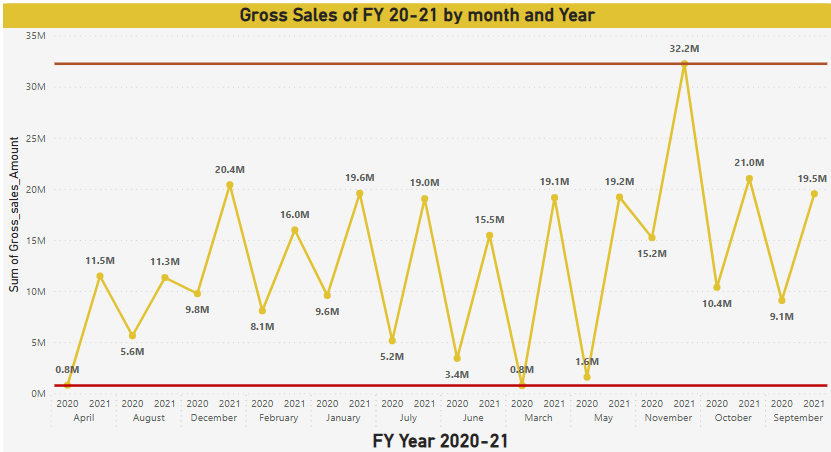 Gross Sales of FY 20-21 by month and Year
Sum of Gross_sales_Amount
35M
30M
25M
20M
15M
10M
5M
0M
0.8M
11.5M
5.6M
11.3M
9.8M
20.4M
8.1M
16.0M
9.6M
19.6M
5.2M
19.0M
3.4M
15.5M
0.8M
19.1M
1.6M
19.2M
15.2M
32.2M
10.4M
21.0M
9.1M
19.5M
2020 2021 2020 2021 2020 2021 2020 2021 2020 2021 2020 2021 2020 2021 2020 2021 2020 2021 2020 2021 2020 2021 2020 2021
April August December February January July June March May November October September
FY Year 2020-21